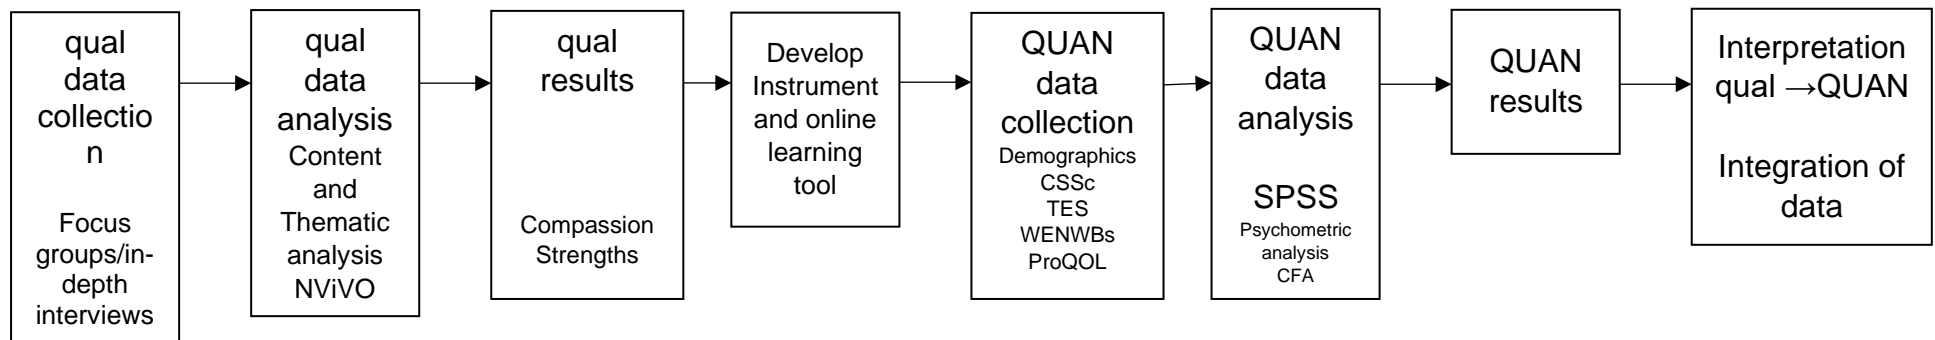 qual
data
collectio
n
Focus
groups/in-
depth
interviews
qual
data
analysis
Content
and
Thematic
analysis
NViVO
qual
results
Compassion
Strengths
Develop
Instrument
and online
learning
tool
QUAN
data
collection
Demographics
CSSc
TES
WENWBs
ProQOL
QUAN
data
analysis
SPSS
Psychometric
analysis
CFA
QUAN
results
Interpretation
qual →QUAN
Integration of
data